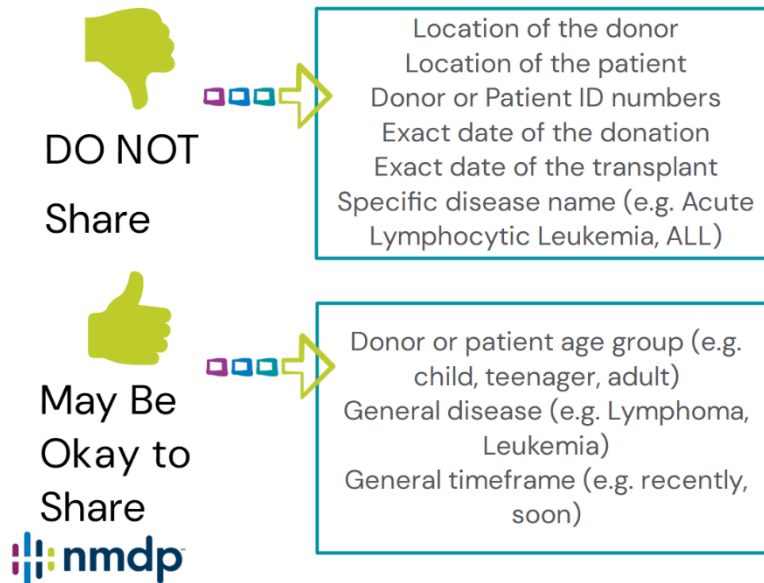 DO NOT
Share
Location of the donor
Location of the patient
Donor or Patient ID numbers
Exact date of the donation
Exact date of the transplant
Specific disease name (e.g. Acute
Lymphocytic Leukemia, ALL)
May Be
Okay to
Share
Donor or patient age group (e.g.
child, teenager, adult)
General disease (e.g. Lymphoma,
Leukemia)
General timeframe (e.g. recently,
soon)
nmdp